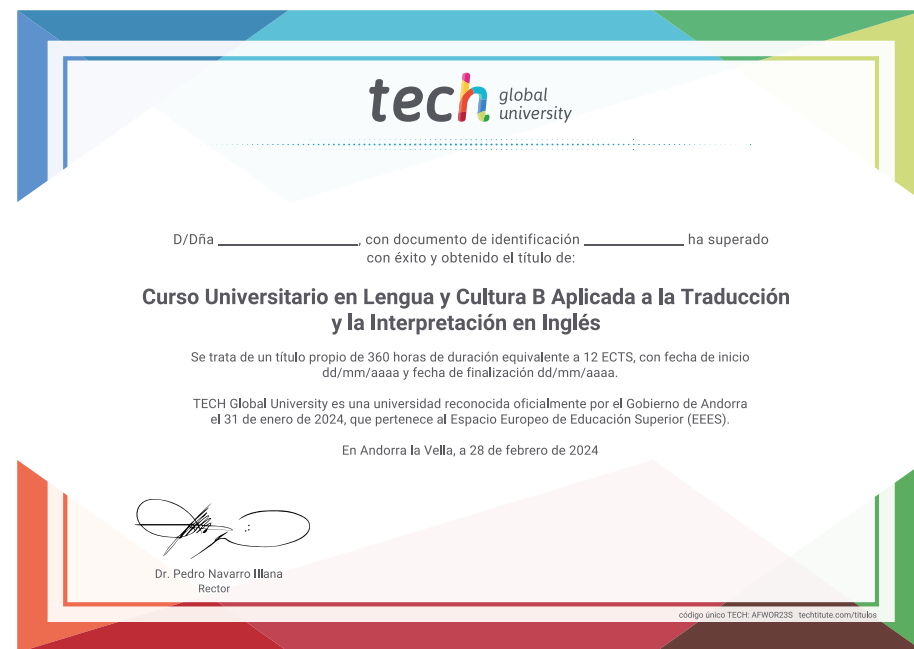 tech global university
D/Dña ______________, con documento de identificación __________ ha superado
con éxito y obtenido el título de:
Curso Universitario en Lengua y Cultura B Aplicada a la Traducción
y la Interpretación en Inglés
Se trata de un título propio de 360 horas de duración equivalente a 12 ECTS, con fecha de inicio
dd/mm/aaaa y fecha de finalización dd/mm/aaaa.
TECH Global University es una universidad reconocida oficialmente por el Gobierno de Andorra
el 31 de enero de 2024, que pertenece al Espacio Europeo de Educación Superior (EEES).
En Andorra la Vella, a 28 de febrero de 2024
Dr. Pedro Navarro Illana
Rector
código único TECH: AFWOR23S techtitute.com/titulos